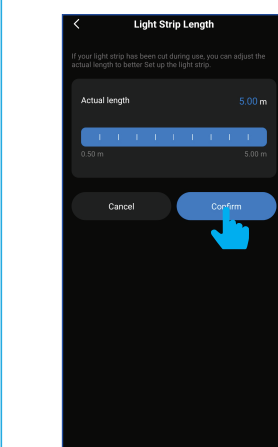 Light Strip Length
If your light strip has been cut during use, you can adjust the
actual length to better Set up the light strip.
Actual length 5.00 m
0.50 m 5.00 m
Cancel Confirm